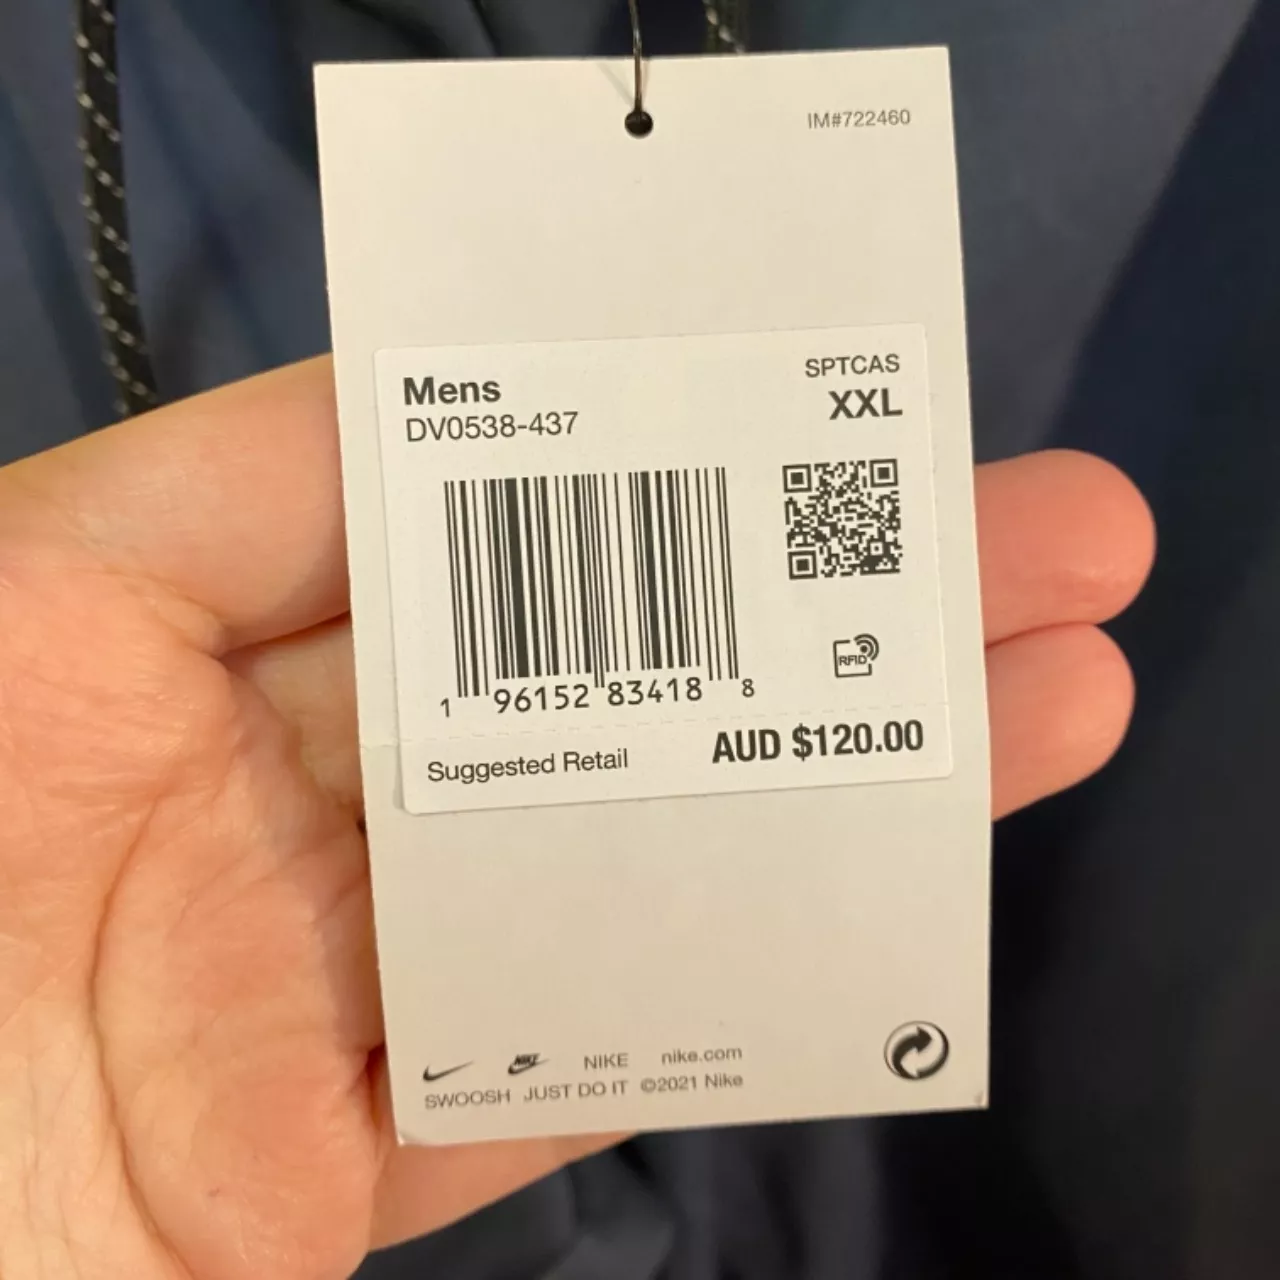 IM#722460
Mens
SPTCAS
DV0538-437
XXL
RFID
1 96152 83418 8
Suggested Retail AUD $120.00
NIKE NIKE nike.com
SWOOSH JUST DO IT ©2021 Nike